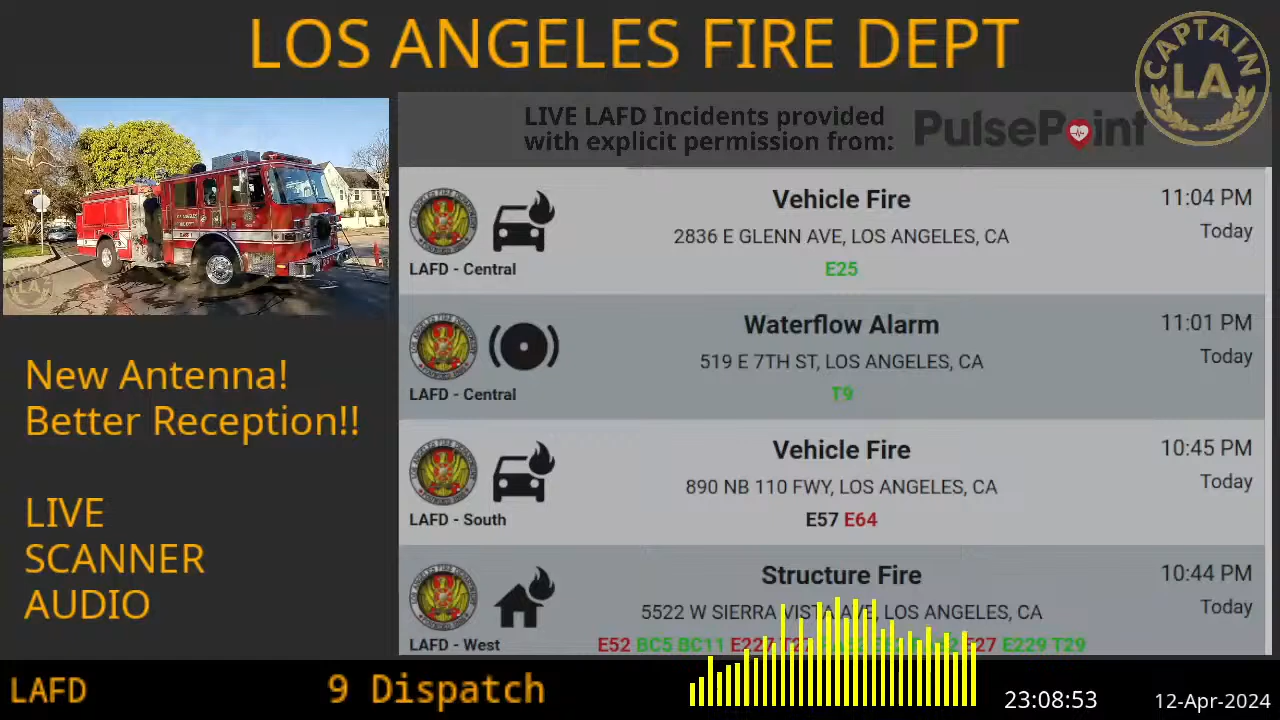 LOS ANGELES FIRE DEPT
CAPTAIN
LA
LIVE LAFD Incidents provided
with explicit permission from:
PulsePoint
Vehicle Fire
11:04 PM
2836 E GLENN AVE, LOS ANGELES, CA
Today
LAFD - Central
E25
Waterflow Alarm
11:01 PM
519 E 7TH ST, LOS ANGELES, CA
Today
LAFD - Central
T9
New Antenna!
Better Reception!!
LIVE
SCANNER
AUDIO
Vehicle Fire
10:45 PM
890 NB 110 FWY, LOS ANGELES, CA
Today
LAFD - South
E57 E64
Structure Fire
10:44 PM
5522 W SIERRA VISTA AVE, LOS ANGELES, CA
Today
LAFD - West
E52 BC5 BC11 E227 E27 E229 T29
LAFD
9 Dispatch
23:08:53
12-Apr-2024